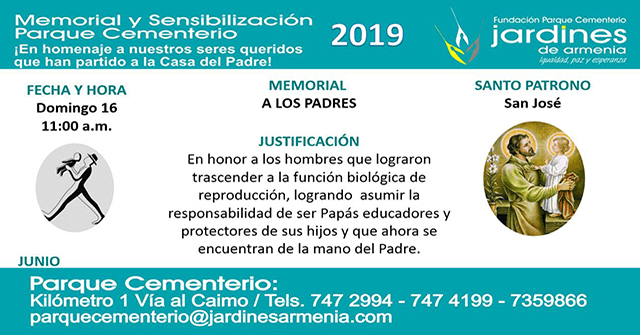 Memorial y Sensibilización
Parque Cementerio
¡En homenaje a nuestros seres queridos
que han partido a la Casa del Padre!
2019
Fundación Parque Cementerio
jardines
de armenia
Igualdad, paz y esperanza
FECHA Y HORA
Domingo 16
11:00 a.m.
MEMORIAL
A LOS PADRES
SANTO PATRONO
San José
JUSTIFICACIÓN
En honor a los hombres que lograron
trascender a la función biológica de
reproducción, logrando asumir la
responsabilidad de ser Papás educadores y
protectores de sus hijos y que ahora se
encuentran de la mano del Padre.
JUNIO
Parque Cementerio:
Kilómetro 1 Vía al Caimo / Tels. 747 2994 - 747 4199 - 7359866
parquecementerio@jardinesarmenia.com